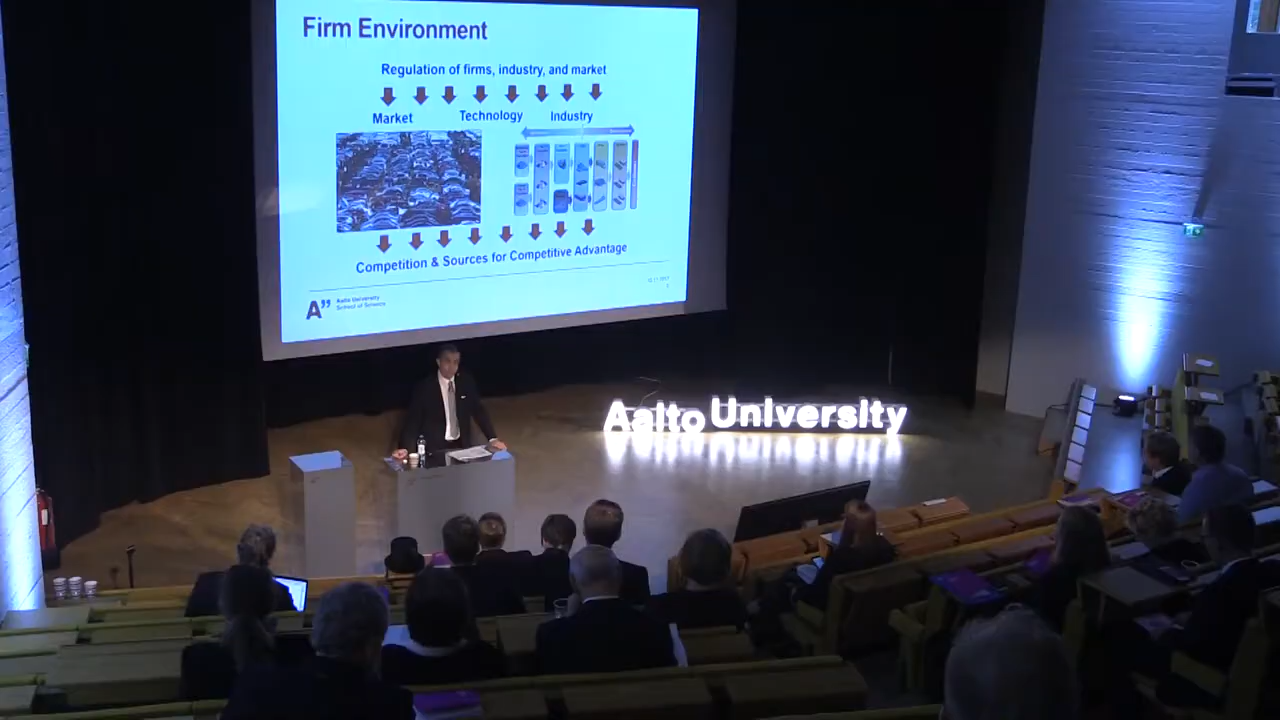 Firm Environment
Regulation of firms, industry, and market
Market Technology Industry
Competition & Sources for Competitive Advantage
A”
Aalto University
School of Science
Aalto University